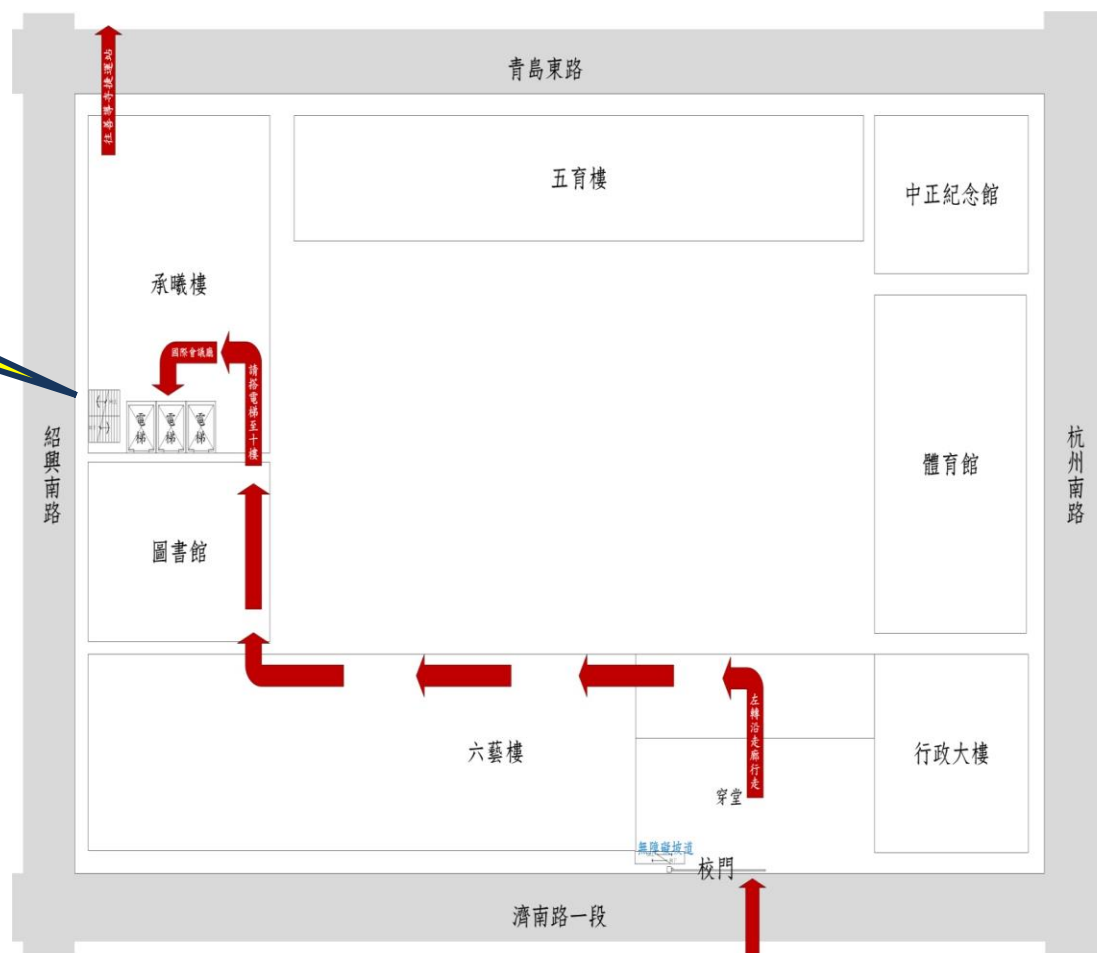 青島東路
往善導寺捷運站
五育樓
中正紀念館
承曦樓
國際會議廳
請搭電梯至十樓
電梯
電梯
電梯
紹興南路
體育館
杭州南路
圖書館
左轉沿走廊行走
六藝樓
行政大樓
穿堂
無障礙坡道
校門
濟南路一段